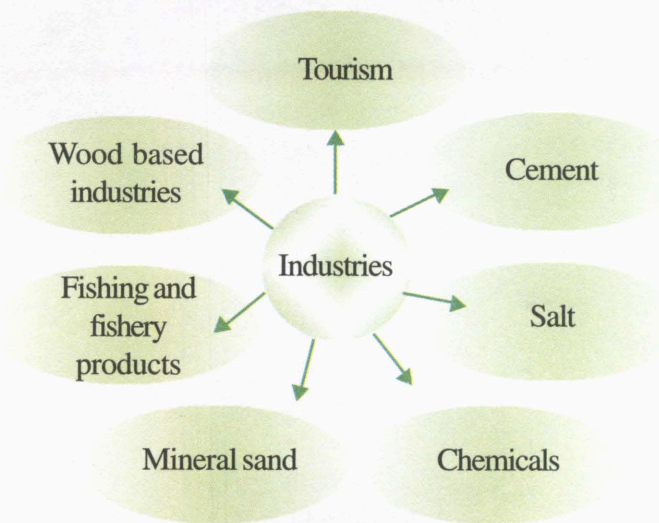 Tourism
Wood based
industries
Cement
Industries
Fishing and
fishery
products
Salt
Mineral sand
Chemicals